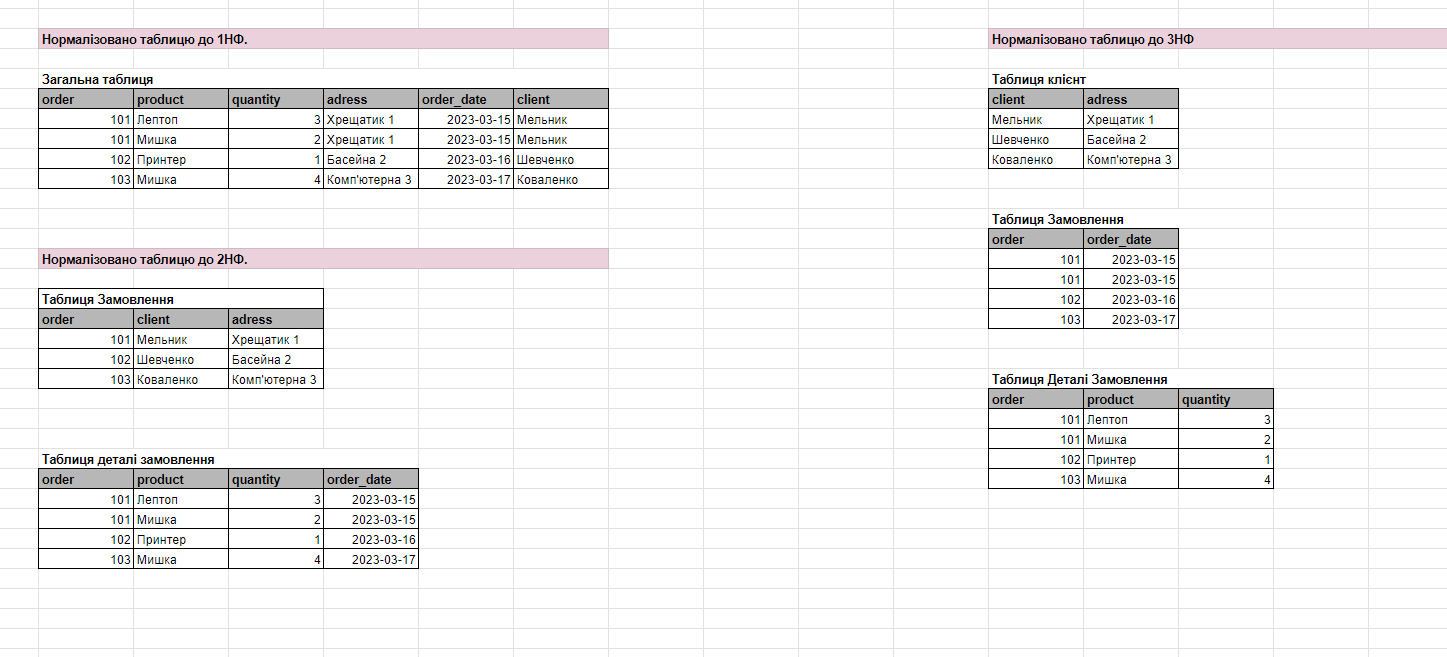 Нормалізовано таблицю до 1НФ.
Загальна таблиця
order product quantity adress order_date client
101 Лептоп 3 Хрещатик 1 2023-03-15 Мельник
101 Мишка 2 Хрещатик 1 2023-03-15 Мельник
102 Принтер 1 Басейна 2 2023-03-16 Шевченко
103 Мишка 4 Комп'ютерна 3 2023-03-17 Коваленко
Нормалізовано таблицю до 2НФ.
Таблиця Замовлення
order client adress
101 Мельник Хрещатик 1
102 Шевченко Басейна 2
103 Коваленко Комп'ютерна 3
Таблиця деталі замовлення
order product quantity order_date
101 Лептоп 3 2023-03-15
101 Мишка 2 2023-03-15
102 Принтер 1 2023-03-16
103 Мишка 4 2023-03-17
Нормалізовано таблицю до 3НФ
Таблиця клієнт
client adress
Мельник Хрещатик 1
Шевченко Басейна 2
Коваленко Комп'ютерна 3
Таблиця Замовлення
order order_date
101 2023-03-15
101 2023-03-15
102 2023-03-16
103 2023-03-17
Таблиця Деталі Замовлення
order product quantity
101 Лептоп 3
101 Мишка 2
102 Принтер 1
103 Мишка 4